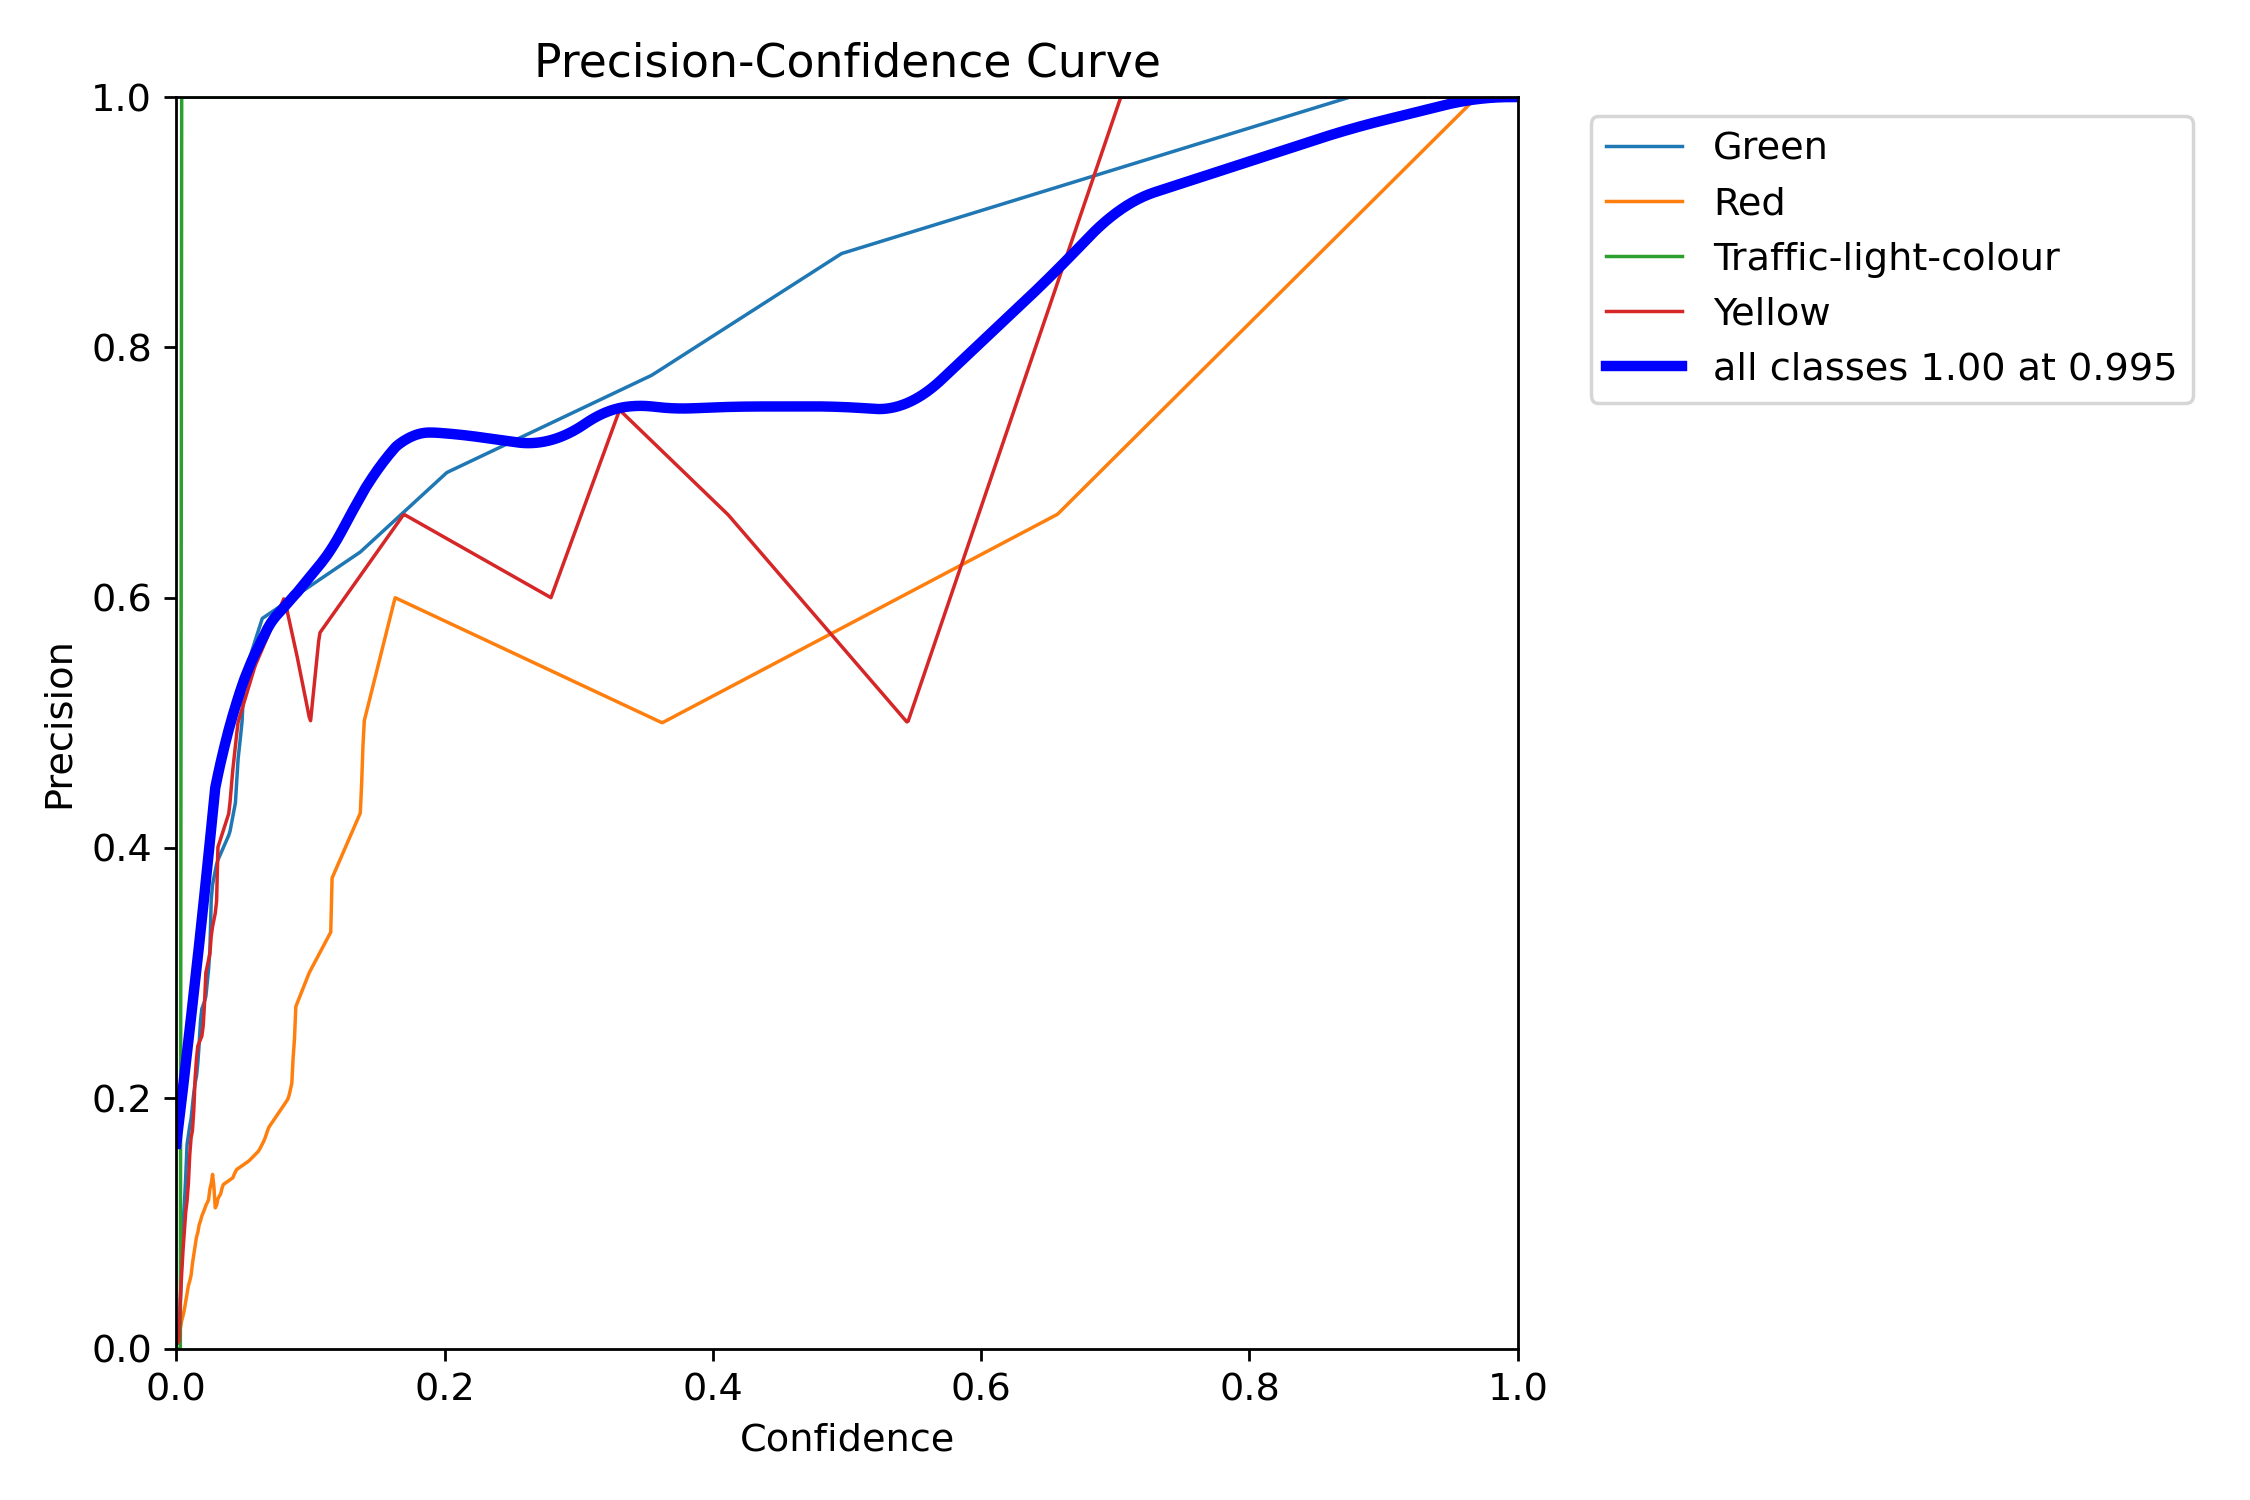 Precision-Confidence Curve
1.0
0.8
0.6
0.4
0.2
0.0
Precision
0.0 0.2 0.4 0.6 0.8 1.0
Confidence
Green
Red
Traffic-light-colour
Yellow
all classes 1.00 at 0.995